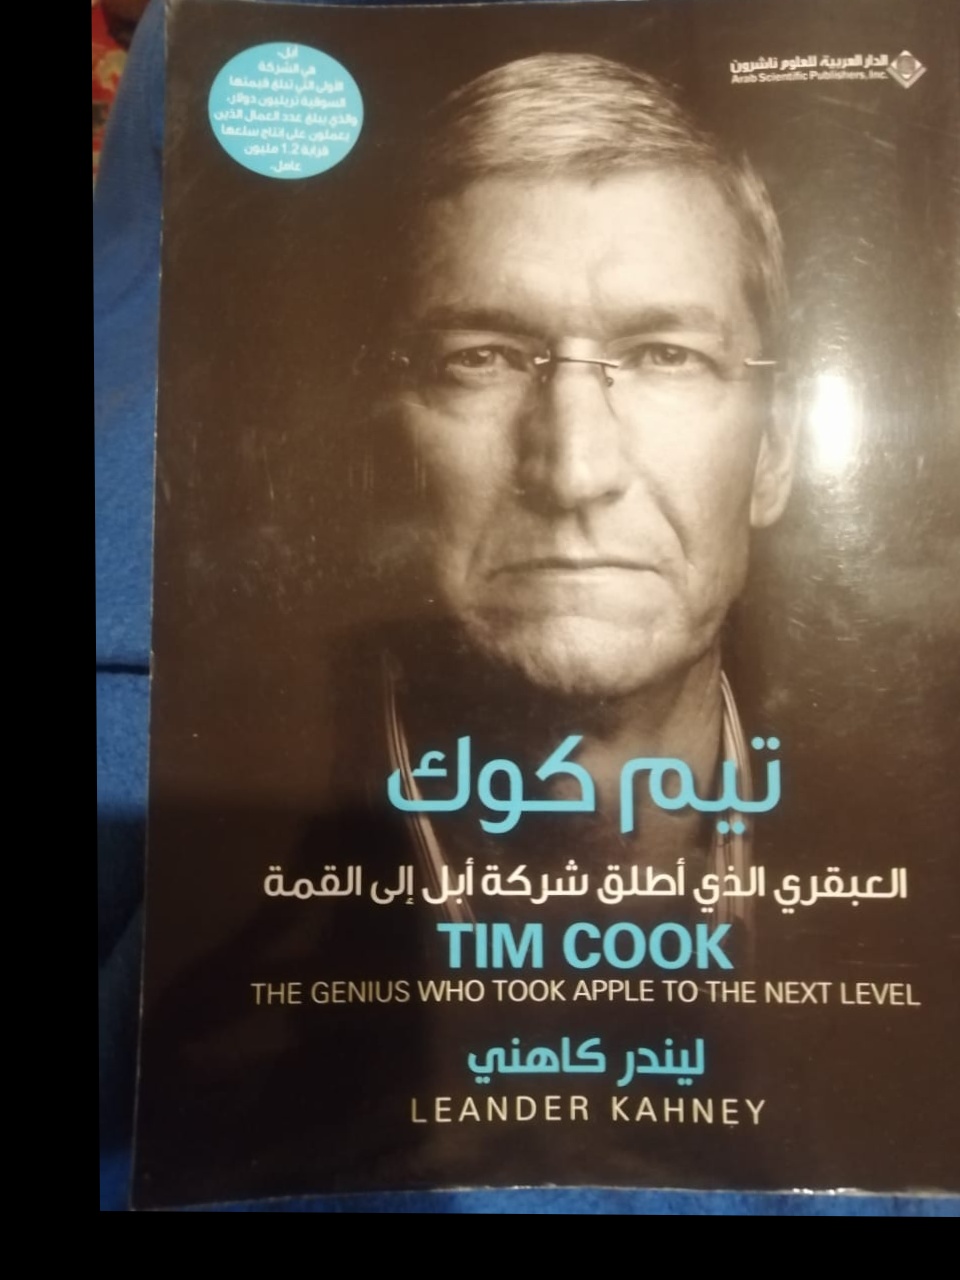 أبل،
هي الشركة
الأولى التي تبلغ قيمتها
السوقية تريليون دولار،
والذي يبلغ عدد العمال الذين
يعملون على إنتاج سلعها
قرابة 1.2 مليون
عامل.
الدار العربية للعلوم ناشرون
Arab Scientific Publishers, Inc.
تيم كوك
العبقري الذي أطلق شركة أبل إلى القمة
TIM COOK
THE GENIUS WHO TOOK APPLE TO THE NEXT LEVEL
ليندر كاهني
LEANDER KAHNEY